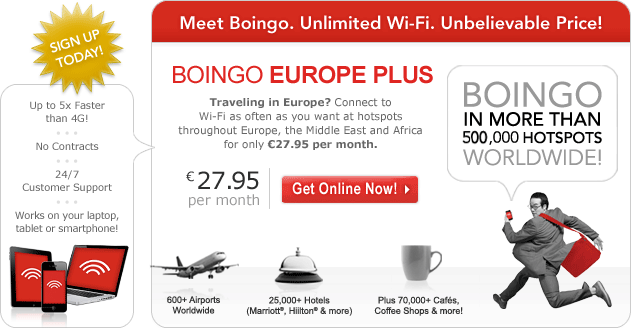 Meet Boingo. Unlimited Wi-Fi. Unbelievable Price!
SIGN UP
TODAY!
Up to 5x Faster
than 4G!
No Contracts
24/7
Customer Support
Works on your laptop,
tablet or smartphone!
BOINGO EUROPE PLUS
Traveling in Europe? Connect to
Wi-Fi as often as you want at hotspots
throughout Europe, the Middle East and Africa
for only €27.95 per month.
€27.95
per month
Get Online Now!
BOINGO
IN MORE THAN
500,000 HOTSPOTS
WORLDWIDE!
600+ Airports
Worldwide
25,000+ Hotels
(Marriott®, Hillton® & more)
Plus 70,000+ Cafés,
Coffee Shops & more!